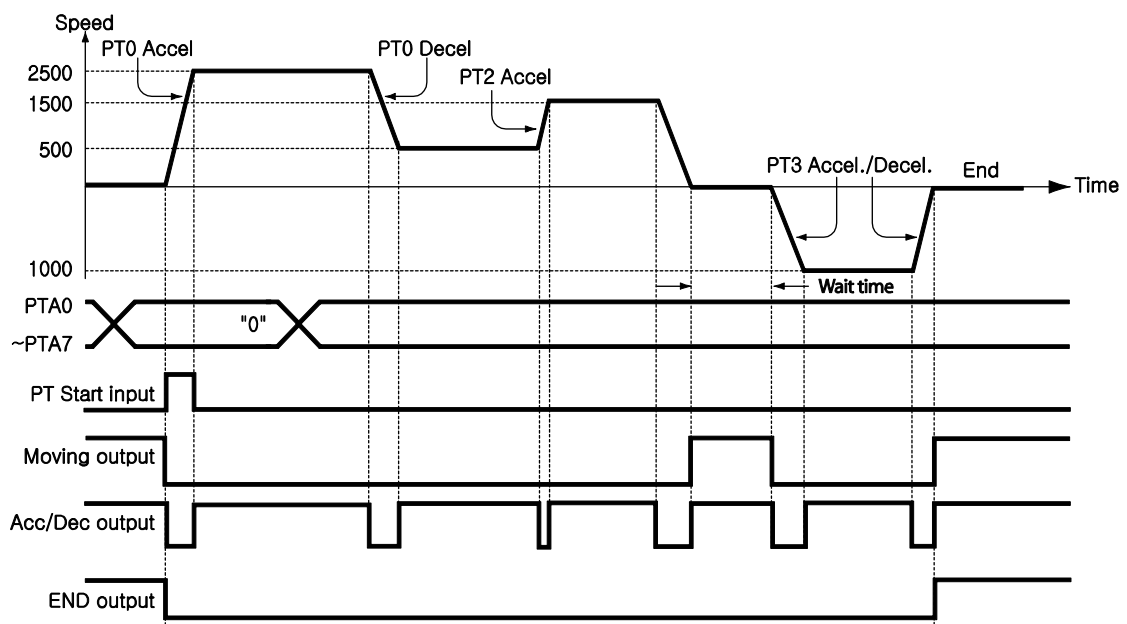 Speed
PT0 Accel
PT0 Decel
PT2 Accel
2500
1500
500
PT3 Accel./Decel.
End
Time
1000
Wait time
PTA0
"0"
~PTA7
PT Start input
Moving output
Acc/Dec output
END output